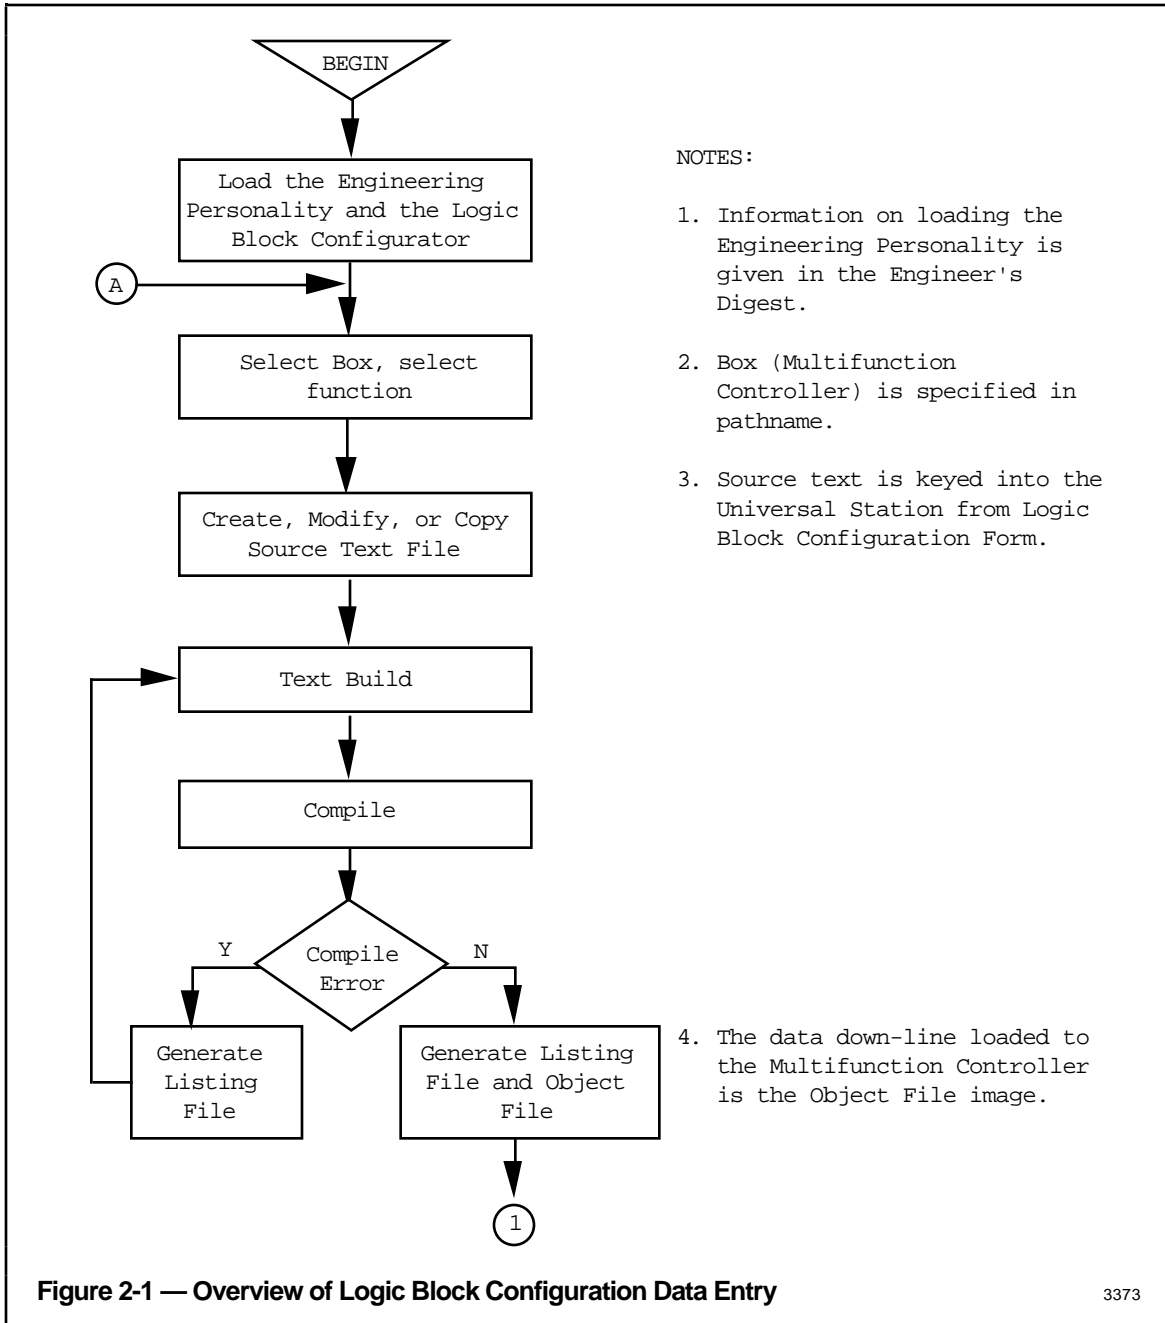 BEGIN
Load the Engineering
Personality and the Logic
Block Configurator
A
Select Box, select
function
Create, Modify, or Copy
Source Text File
Text Build
Compile
Compile
Error
Y
N
Generate
Listing
File
Generate Listing
File and Object
File
1
NOTES:
1. Information on loading the
Engineering Personality is
given in the Engineer's
Digest.
2. Box (Multifunction
Controller) is specified in
pathname.
3. Source text is keyed into the
Universal Station from Logic
Block Configuration Form.
4. The data down-line loaded to
the Multifunction Controller
is the Object File image.
Figure 2-1 — Overview of Logic Block Configuration Data Entry
3373